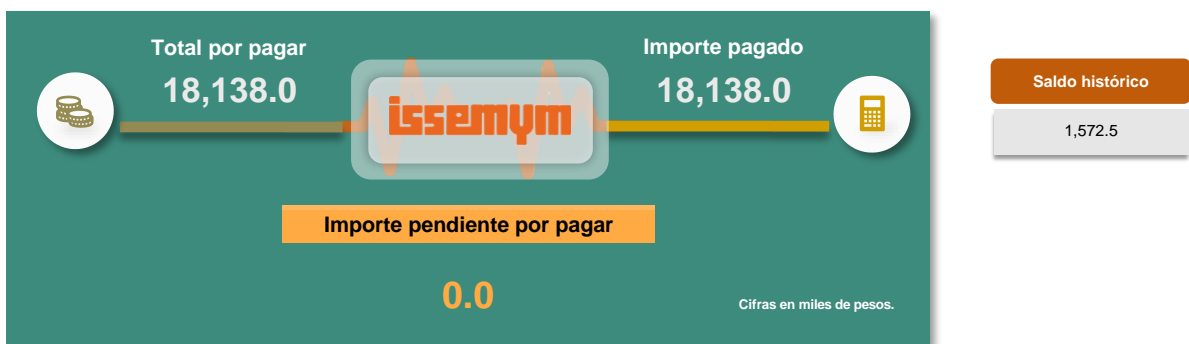 Total por pagar
18,138.0
issemym
Importe pagado
18,138.0
Importe pendiente por pagar
0.0
Cifras en miles de pesos.
Saldo histórico
1,572.5